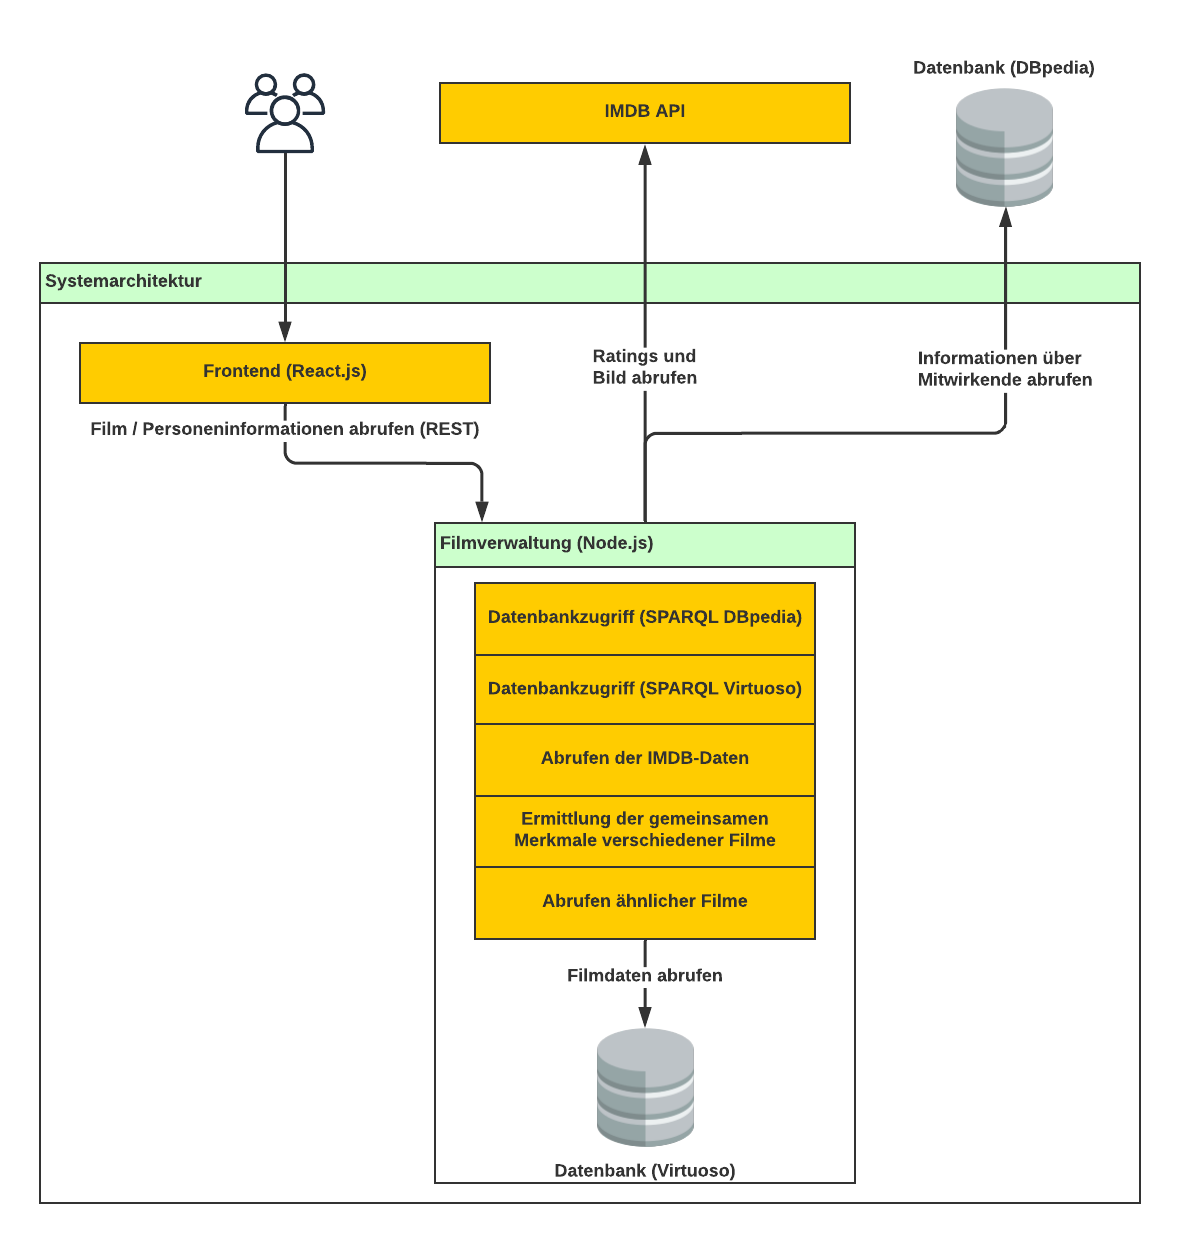 Datenbank (DBpedia)
IMDB API
Systemarchitektur
Frontend (React.js)
Ratings und
Bild abrufen
Informationen über
Mitwirkende abrufen
Film / Personeninformationen abrufen (REST)
Filmverwaltung (Node.js)
Datenbankzugriff (SPARQL DBpedia)
Datenbankzugriff (SPARQL Virtuoso)
Abrufen der IMDB-Daten
Ermittlung der gemeinsamen
Merkmale verschiedener Filme
Abrufen ähnlicher Filme
Filmdaten abrufen
Datenbank (Virtuoso)